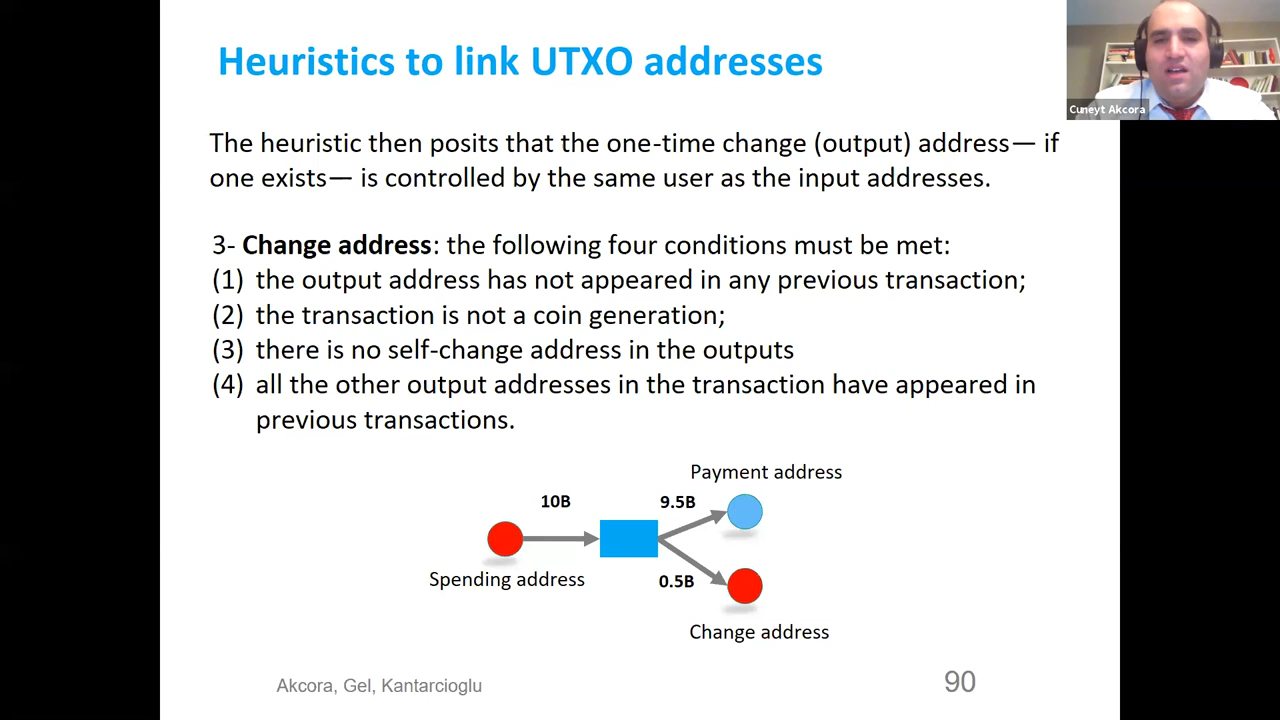 Heuristics to link UTXO addresses
Cuneyt Akcora
The heuristic then posits that the one-time change (output) address— if
one exists— is controlled by the same user as the input addresses.
3- Change address: the following four conditions must be met:
(1) the output address has not appeared in any previous transaction;
(2) the transaction is not a coin generation;
(3) there is no self-change address in the outputs
(4) all the other output addresses in the transaction have appeared in
previous transactions.
Payment address
10B
9.5B
Spending address
0.5B
Change address
Akcora, Gel, Kantarcioglu
90